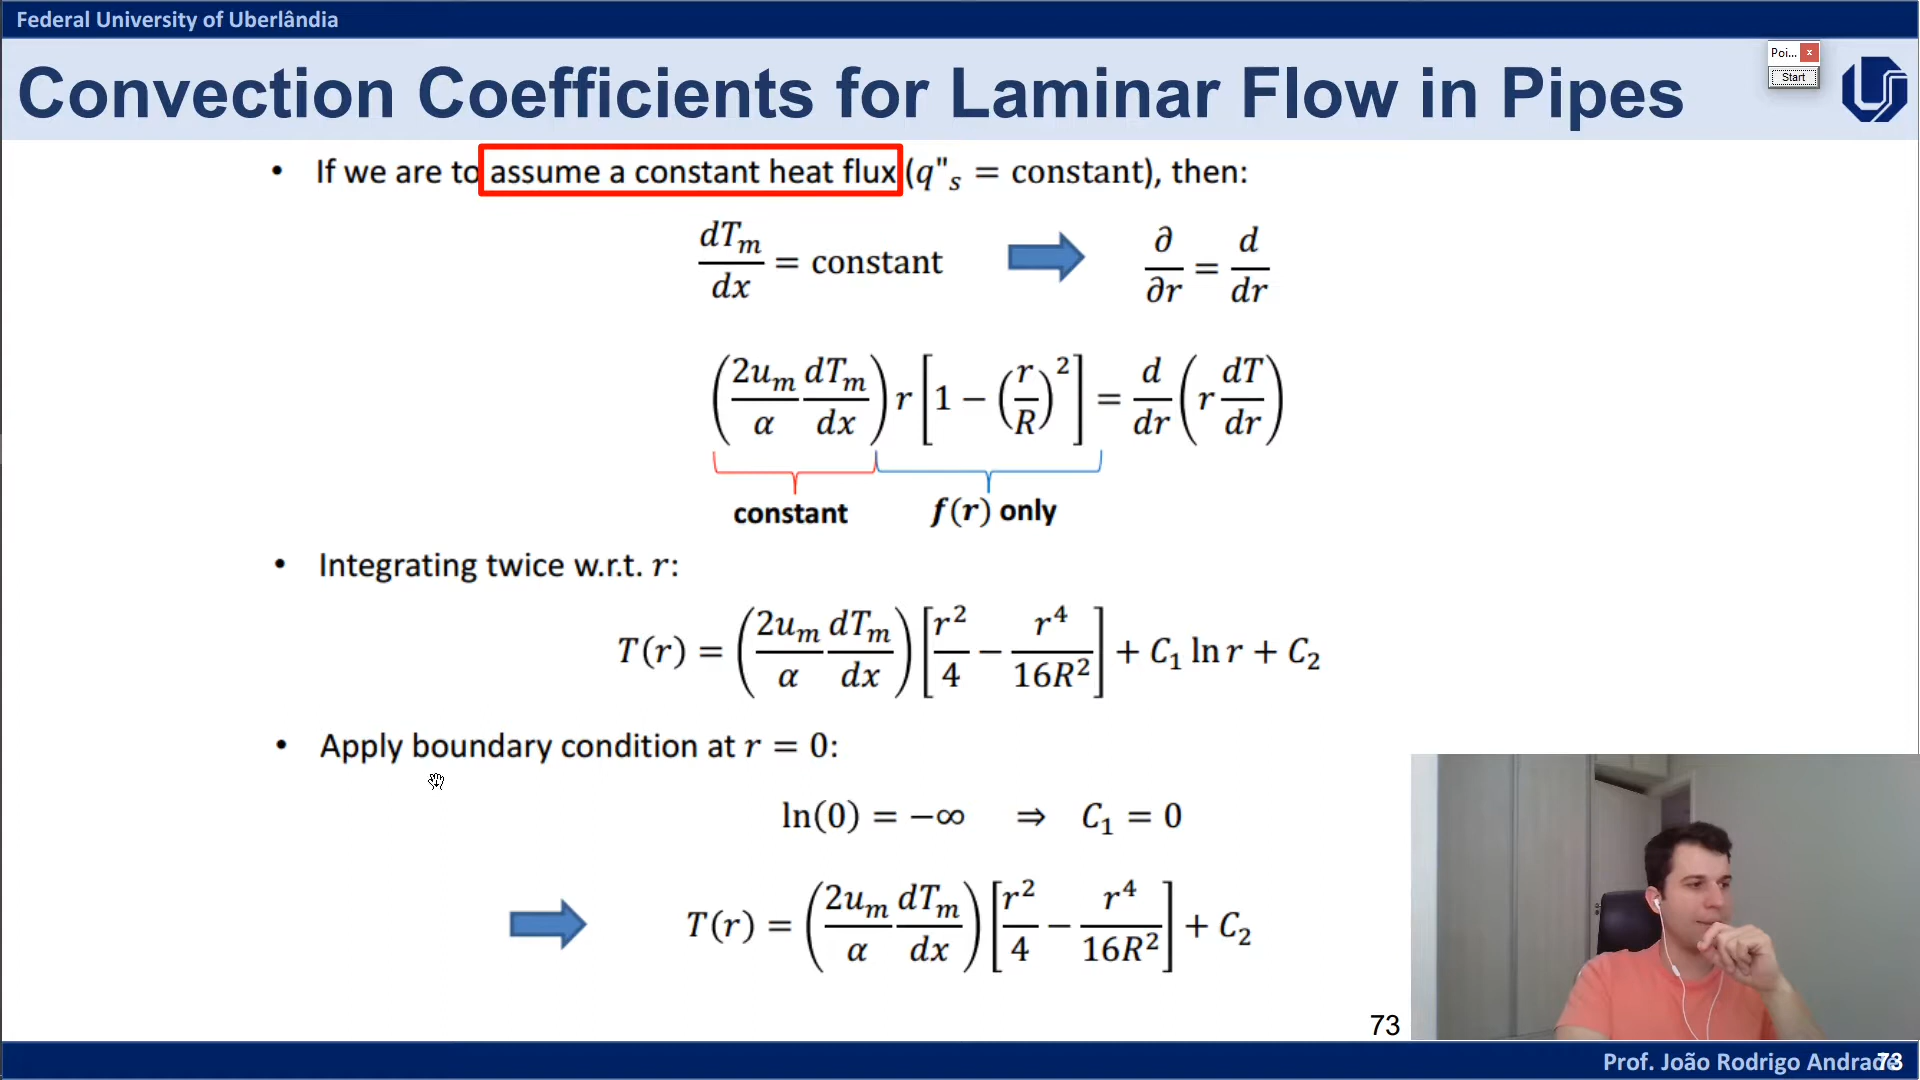 Federal University of Uberlândia
Convection Coefficients for Laminar Flow in Pipes
Poi... x
Start
• If we are to assume a constant heat flux (q"ₛ = constant), then:
dTₘ/dx = constant ∂/∂r = d/dr
(2uₘ/α dTₘ/dx) r [1 − (r/R)²] = d/dr (r dT/dr)
constant f(r) only
• Integrating twice w.r.t. r:
T(r) = (2uₘ/α dTₘ/dx) [r²/4 − r⁴/16R²] + C₁ ln r + C₂
• Apply boundary condition at r = 0:
ln(0) = −∞ ⇒ C₁ = 0
T(r) = (2uₘ/α dTₘ/dx) [r²/4 − r⁴/16R²] + C₂
73
Prof. João Rodrigo Andrade
73